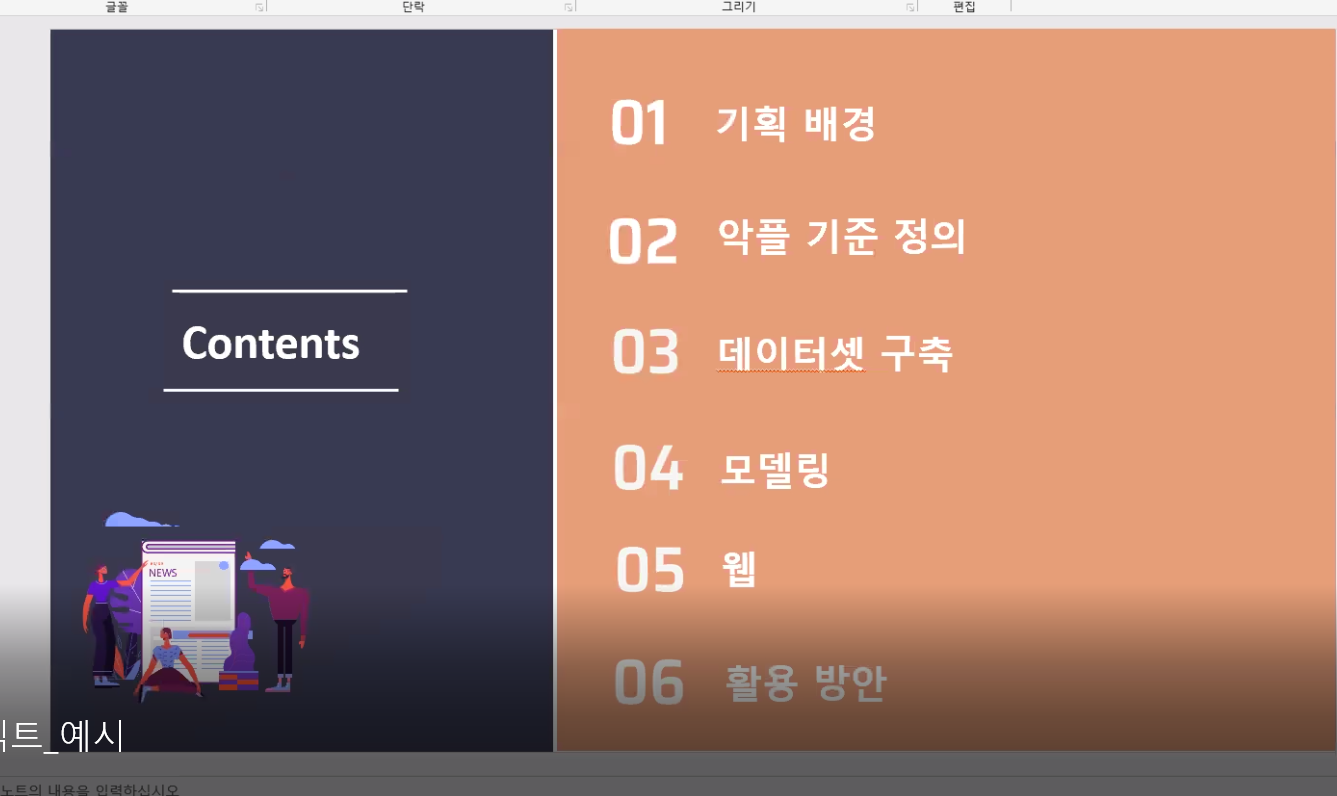 글꼴 단락 그리기 편집
Contents
NEWS
01 기획 배경
02 악플 기준 정의
03 데이터셋 구축
04 모델링
05 웹
06 활용 방안
트_예시
노트의 내용을 입력하십시오